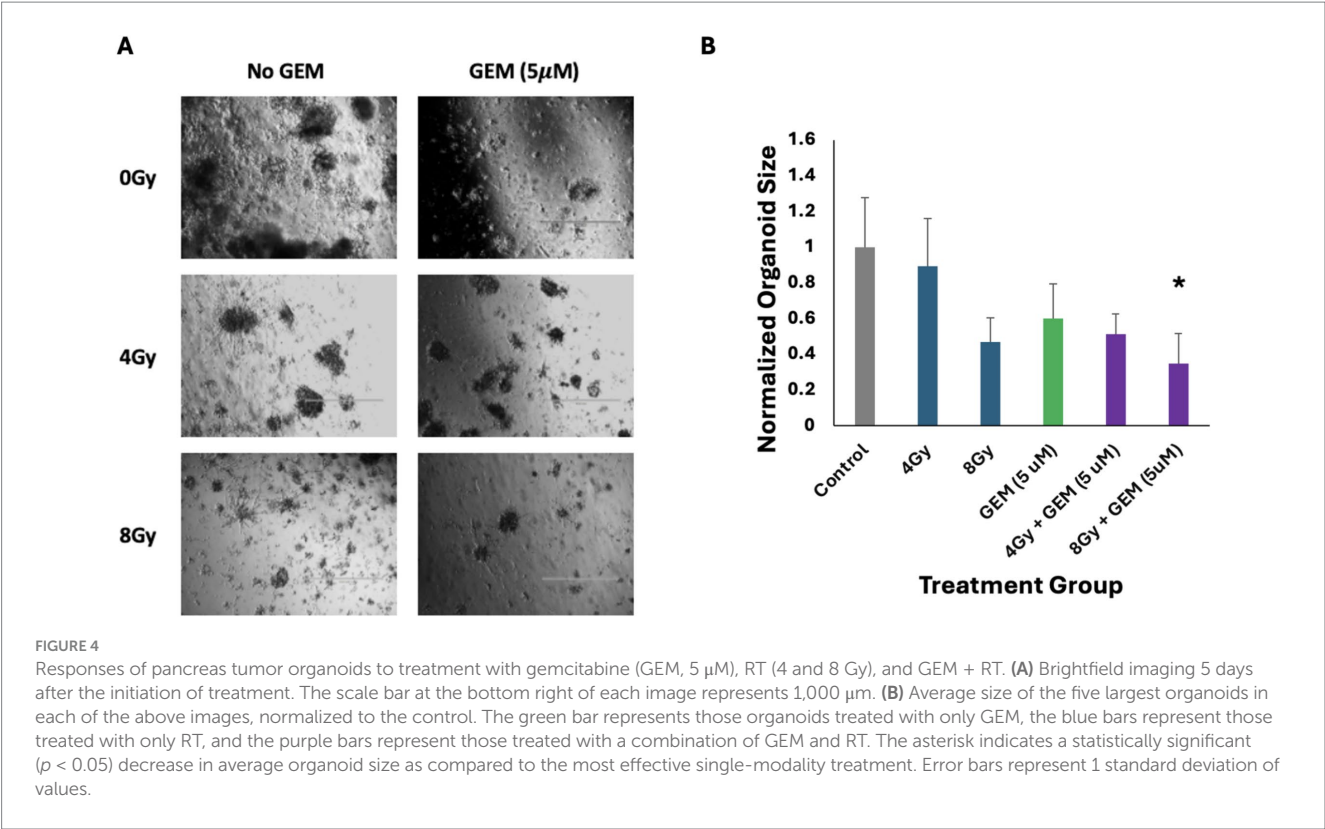 A
No GEM
GEM (5μM)
0Gy
4Gy
8Gy
B
Normalized Organoid Size
1.6
1.4
1.2
1
0.8
0.6
0.4
0.2
0
*
Control
4Gy
8Gy
GEM (5 uM)
4Gy + GEM (5 uM)
8Gy + GEM (5uM)
Treatment Group
FIGURE 4
Responses of pancreas tumor organoids to treatment with gemcitabine (GEM, 5 μM), RT (4 and 8 Gy), and GEM + RT. (A) Brightfield imaging 5 days
after the initiation of treatment. The scale bar at the bottom right of each image represents 1,000 μm. (B) Average size of the five largest organoids in
each of the above images, normalized to the control. The green bar represents those organoids treated with only GEM, the blue bars represent those
treated with only RT, and the purple bars represent those treated with a combination of GEM and RT. The asterisk indicates a statistically significant
(p < 0.05) decrease in average organoid size as compared to the most effective single-modality treatment. Error bars represent 1 standard deviation of
values.